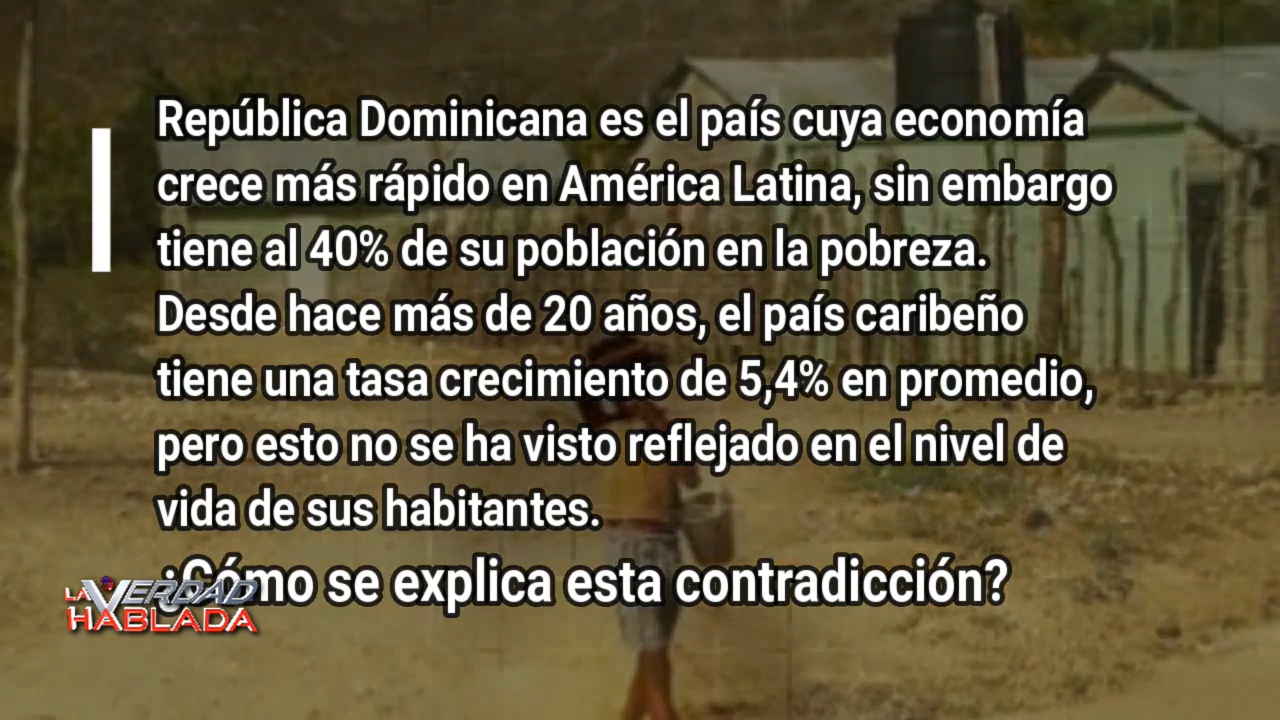 República Dominicana es el país cuya economía
crece más rápido en América Latina, sin embargo
tiene al 40% de su población en la pobreza.
Desde hace más de 20 años, el país caribeño
tiene una tasa crecimiento de 5,4% en promedio,
pero esto no se ha visto reflejado en el nivel de
vida de sus habitantes.
¿Cómo se explica esta contradicción?
LA VERDAD
HABLADA